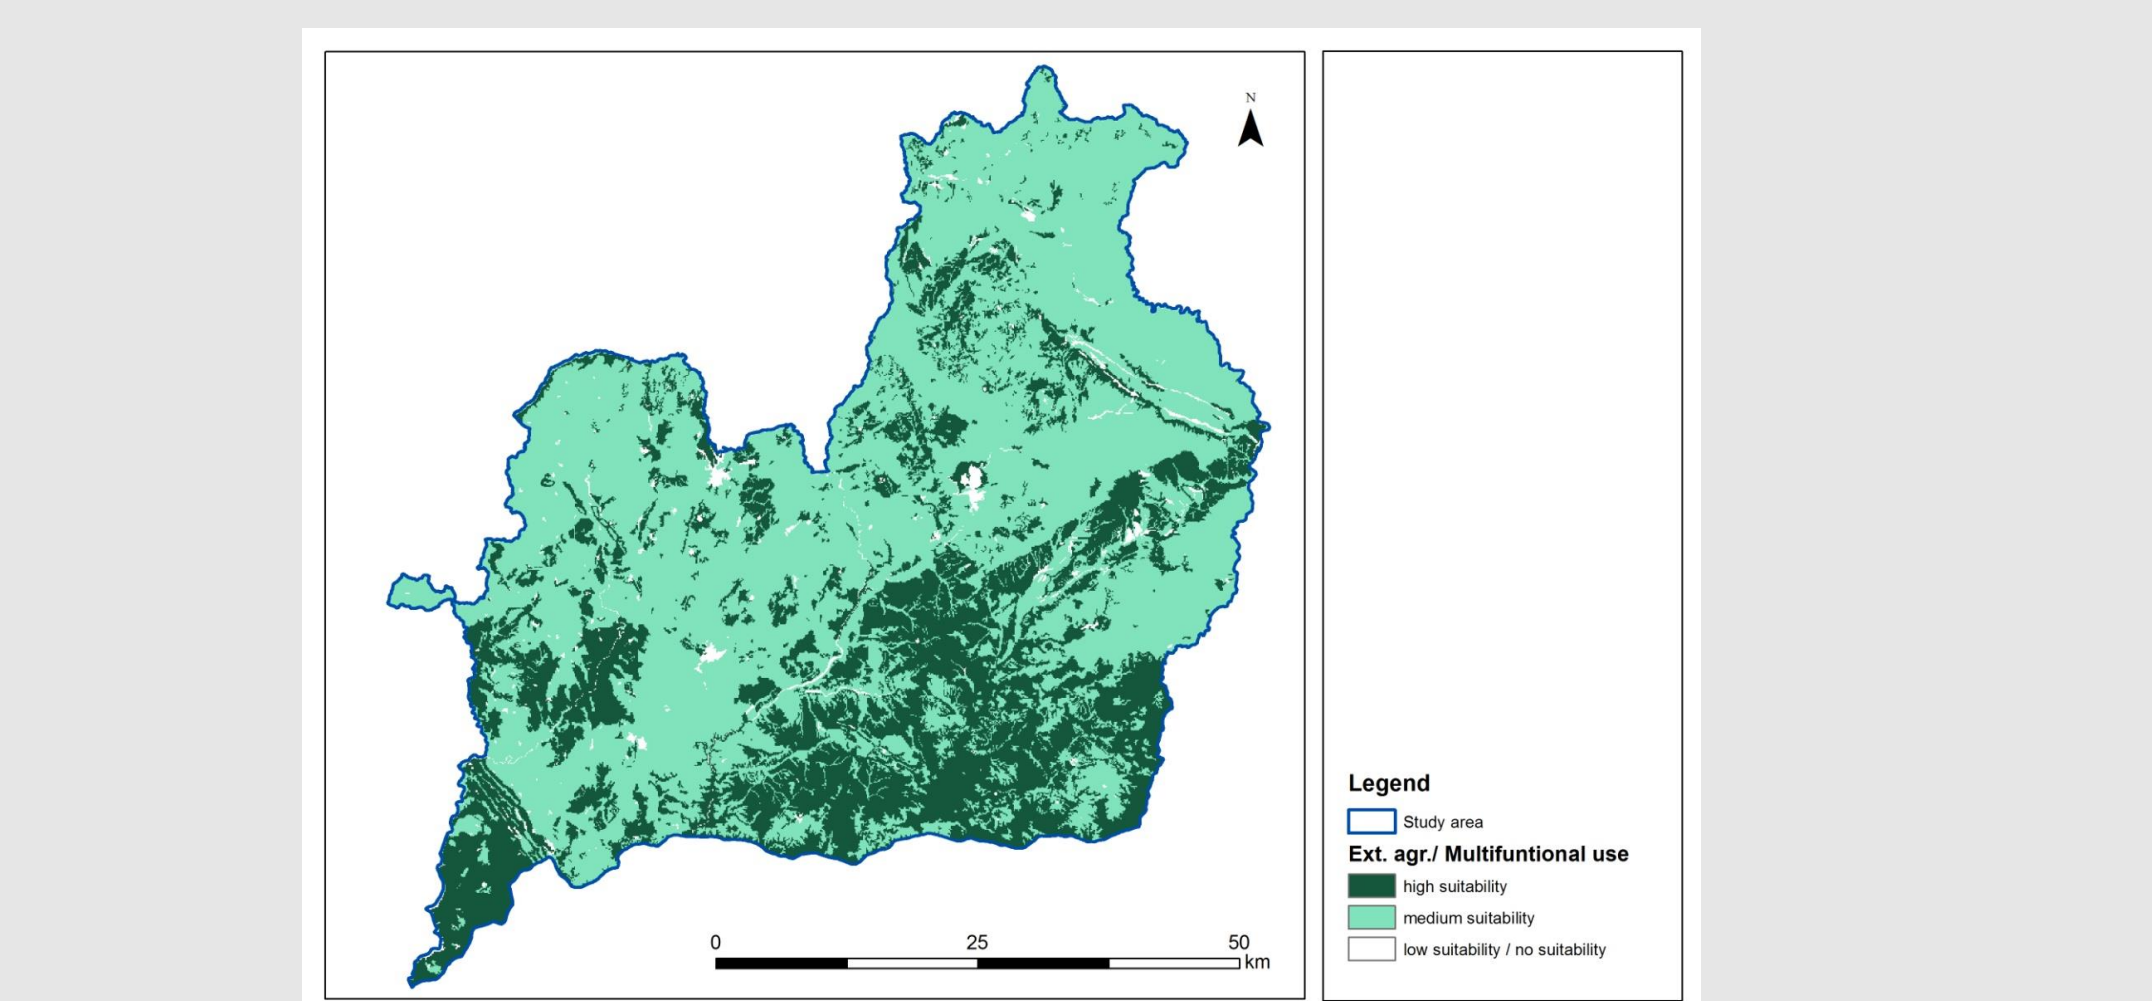 N
0 25 50
km
Legend
Study area
Ext. agr./ Multifuntional use
high suitability
medium suitability
low suitability / no suitability